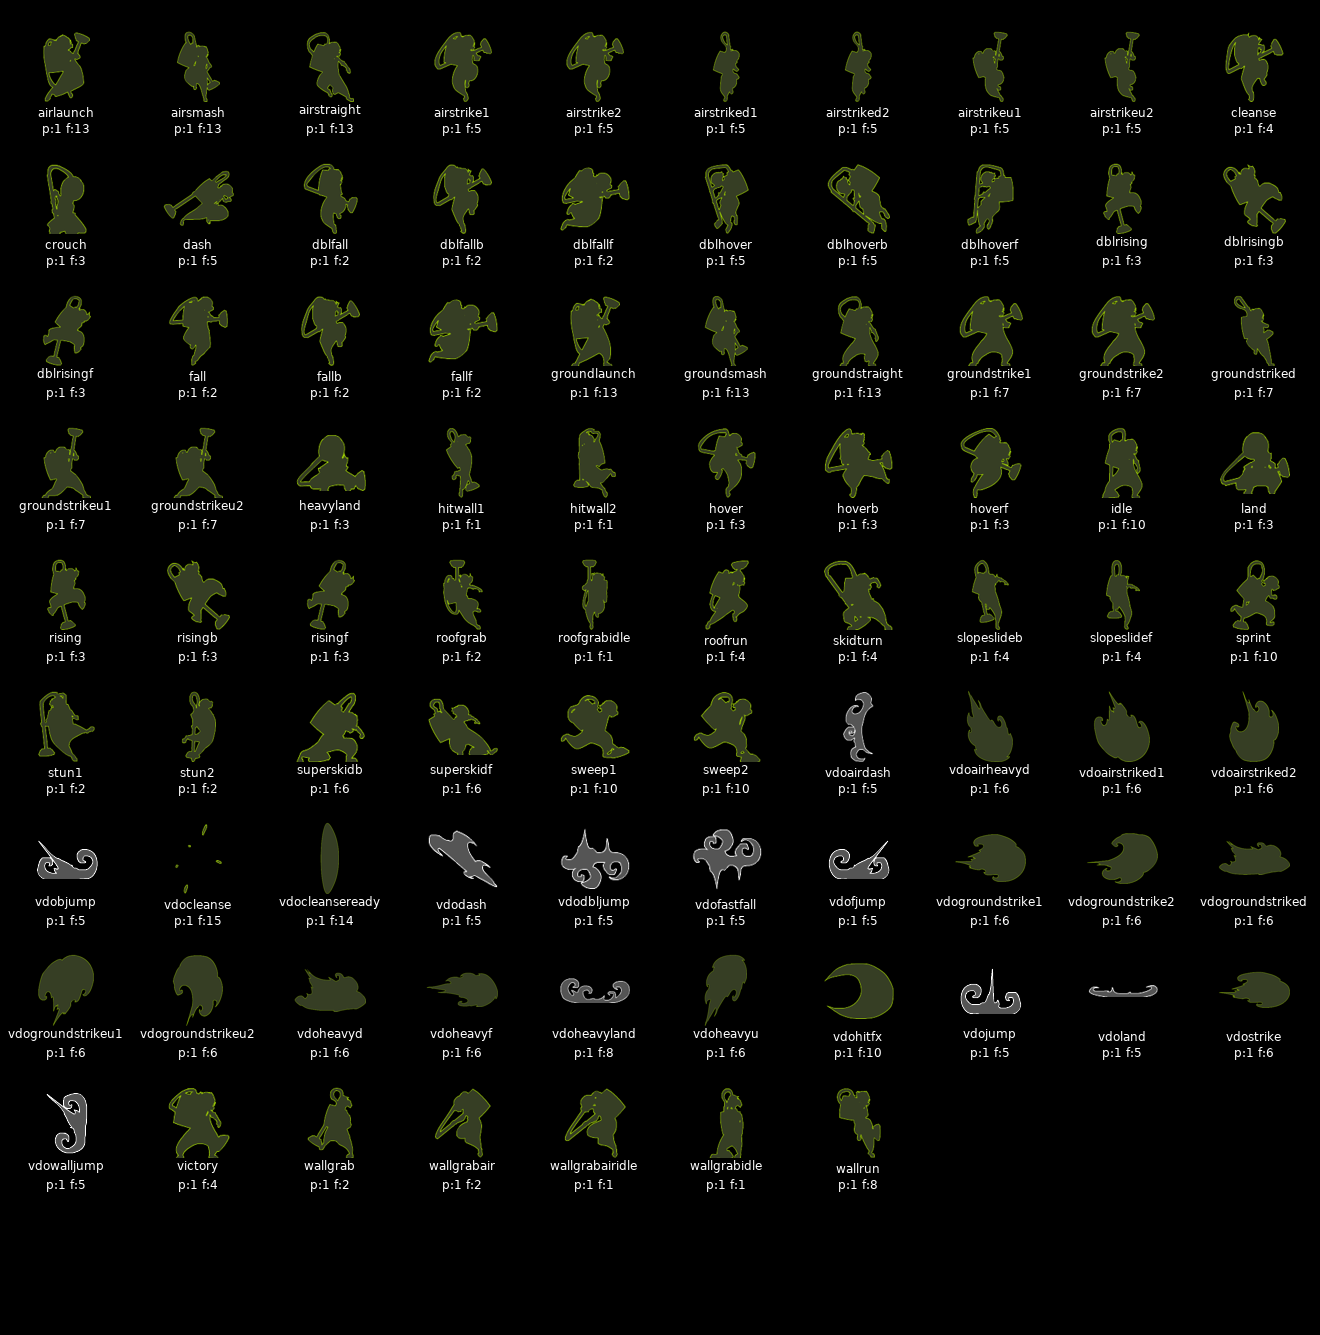 airlaunch airsmash airstraight airstrike1 airstrike2 airstriked1 airstriked2 airstrikeu1 airstrikeu2 cleanse
p:1 f:13 p:1 f:13 p:1 f:13 p:1 f:5 p:1 f:5 p:1 f:5 p:1 f:5 p:1 f:5 p:1 f:5 p:1 f:4
crouch dash dblfall dblfallb dblfallf dblhover dblhoverb dblhoverf dblrising dblrisingb
p:1 f:3 p:1 f:5 p:1 f:2 p:1 f:2 p:1 f:2 p:1 f:5 p:1 f:5 p:1 f:5 p:1 f:3 p:1 f:3
dblrisingf fall fallb fallf groundlaunch groundsmash groundstraight groundstrike1 groundstrike2 groundstriked
p:1 f:3 p:1 f:2 p:1 f:2 p:1 f:2 p:1 f:13 p:1 f:13 p:1 f:13 p:1 f:7 p:1 f:7 p:1 f:7
groundstrikeu1 groundstrikeu2 heavyland hitwall1 hitwall2 hover hoverb hoverf idle land
p:1 f:7 p:1 f:7 p:1 f:3 p:1 f:1 p:1 f:1 p:1 f:3 p:1 f:3 p:1 f:3 p:1 f:10 p:1 f:3
rising risingb risingf roofgrab roofgrabidle roofrun skidturn slopeslideb slopeslidef sprint
p:1 f:3 p:1 f:3 p:1 f:3 p:1 f:2 p:1 f:1 p:1 f:4 p:1 f:4 p:1 f:4 p:1 f:4 p:1 f:10
stun1 stun2 superskidb superskidf sweep1 sweep2 vdoairdash vdoairheavyd vdoairstriked1 vdoairstriked2
p:1 f:2 p:1 f:2 p:1 f:6 p:1 f:6 p:1 f:10 p:1 f:10 p:1 f:5 p:1 f:6 p:1 f:6 p:1 f:6
vdobjump vdocleanse vdocleanseready vdodash vdodbljump vdofastfall vdofjump vdogroundstrike1 vdogroundstrike2 vdogroundstriked
p:1 f:5 p:1 f:15 p:1 f:14 p:1 f:5 p:1 f:5 p:1 f:5 p:1 f:5 p:1 f:6 p:1 f:6 p:1 f:6
vdogroundstrikeu1 vdogroundstrikeu2 vdoheavyd vdoheavyf vdoheavyland vdoheavyu vdohitfx vdojump vdoland vdostrike
p:1 f:6 p:1 f:6 p:1 f:6 p:1 f:6 p:1 f:8 p:1 f:6 p:1 f:10 p:1 f:5 p:1 f:5 p:1 f:6
vdowalljump victory wallgrab wallgrabair wallgrabairidle wallgrabidle wallrun
p:1 f:5 p:1 f:4 p:1 f:2 p:1 f:2 p:1 f:1 p:1 f:1 p:1 f:8